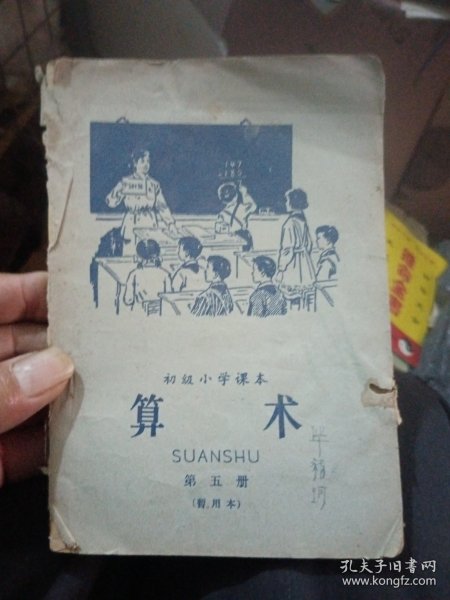 147
初级小学课本
算术
SUANSHU
第五册
(暂用本)
孔夫子旧书网
www.kongfz.com